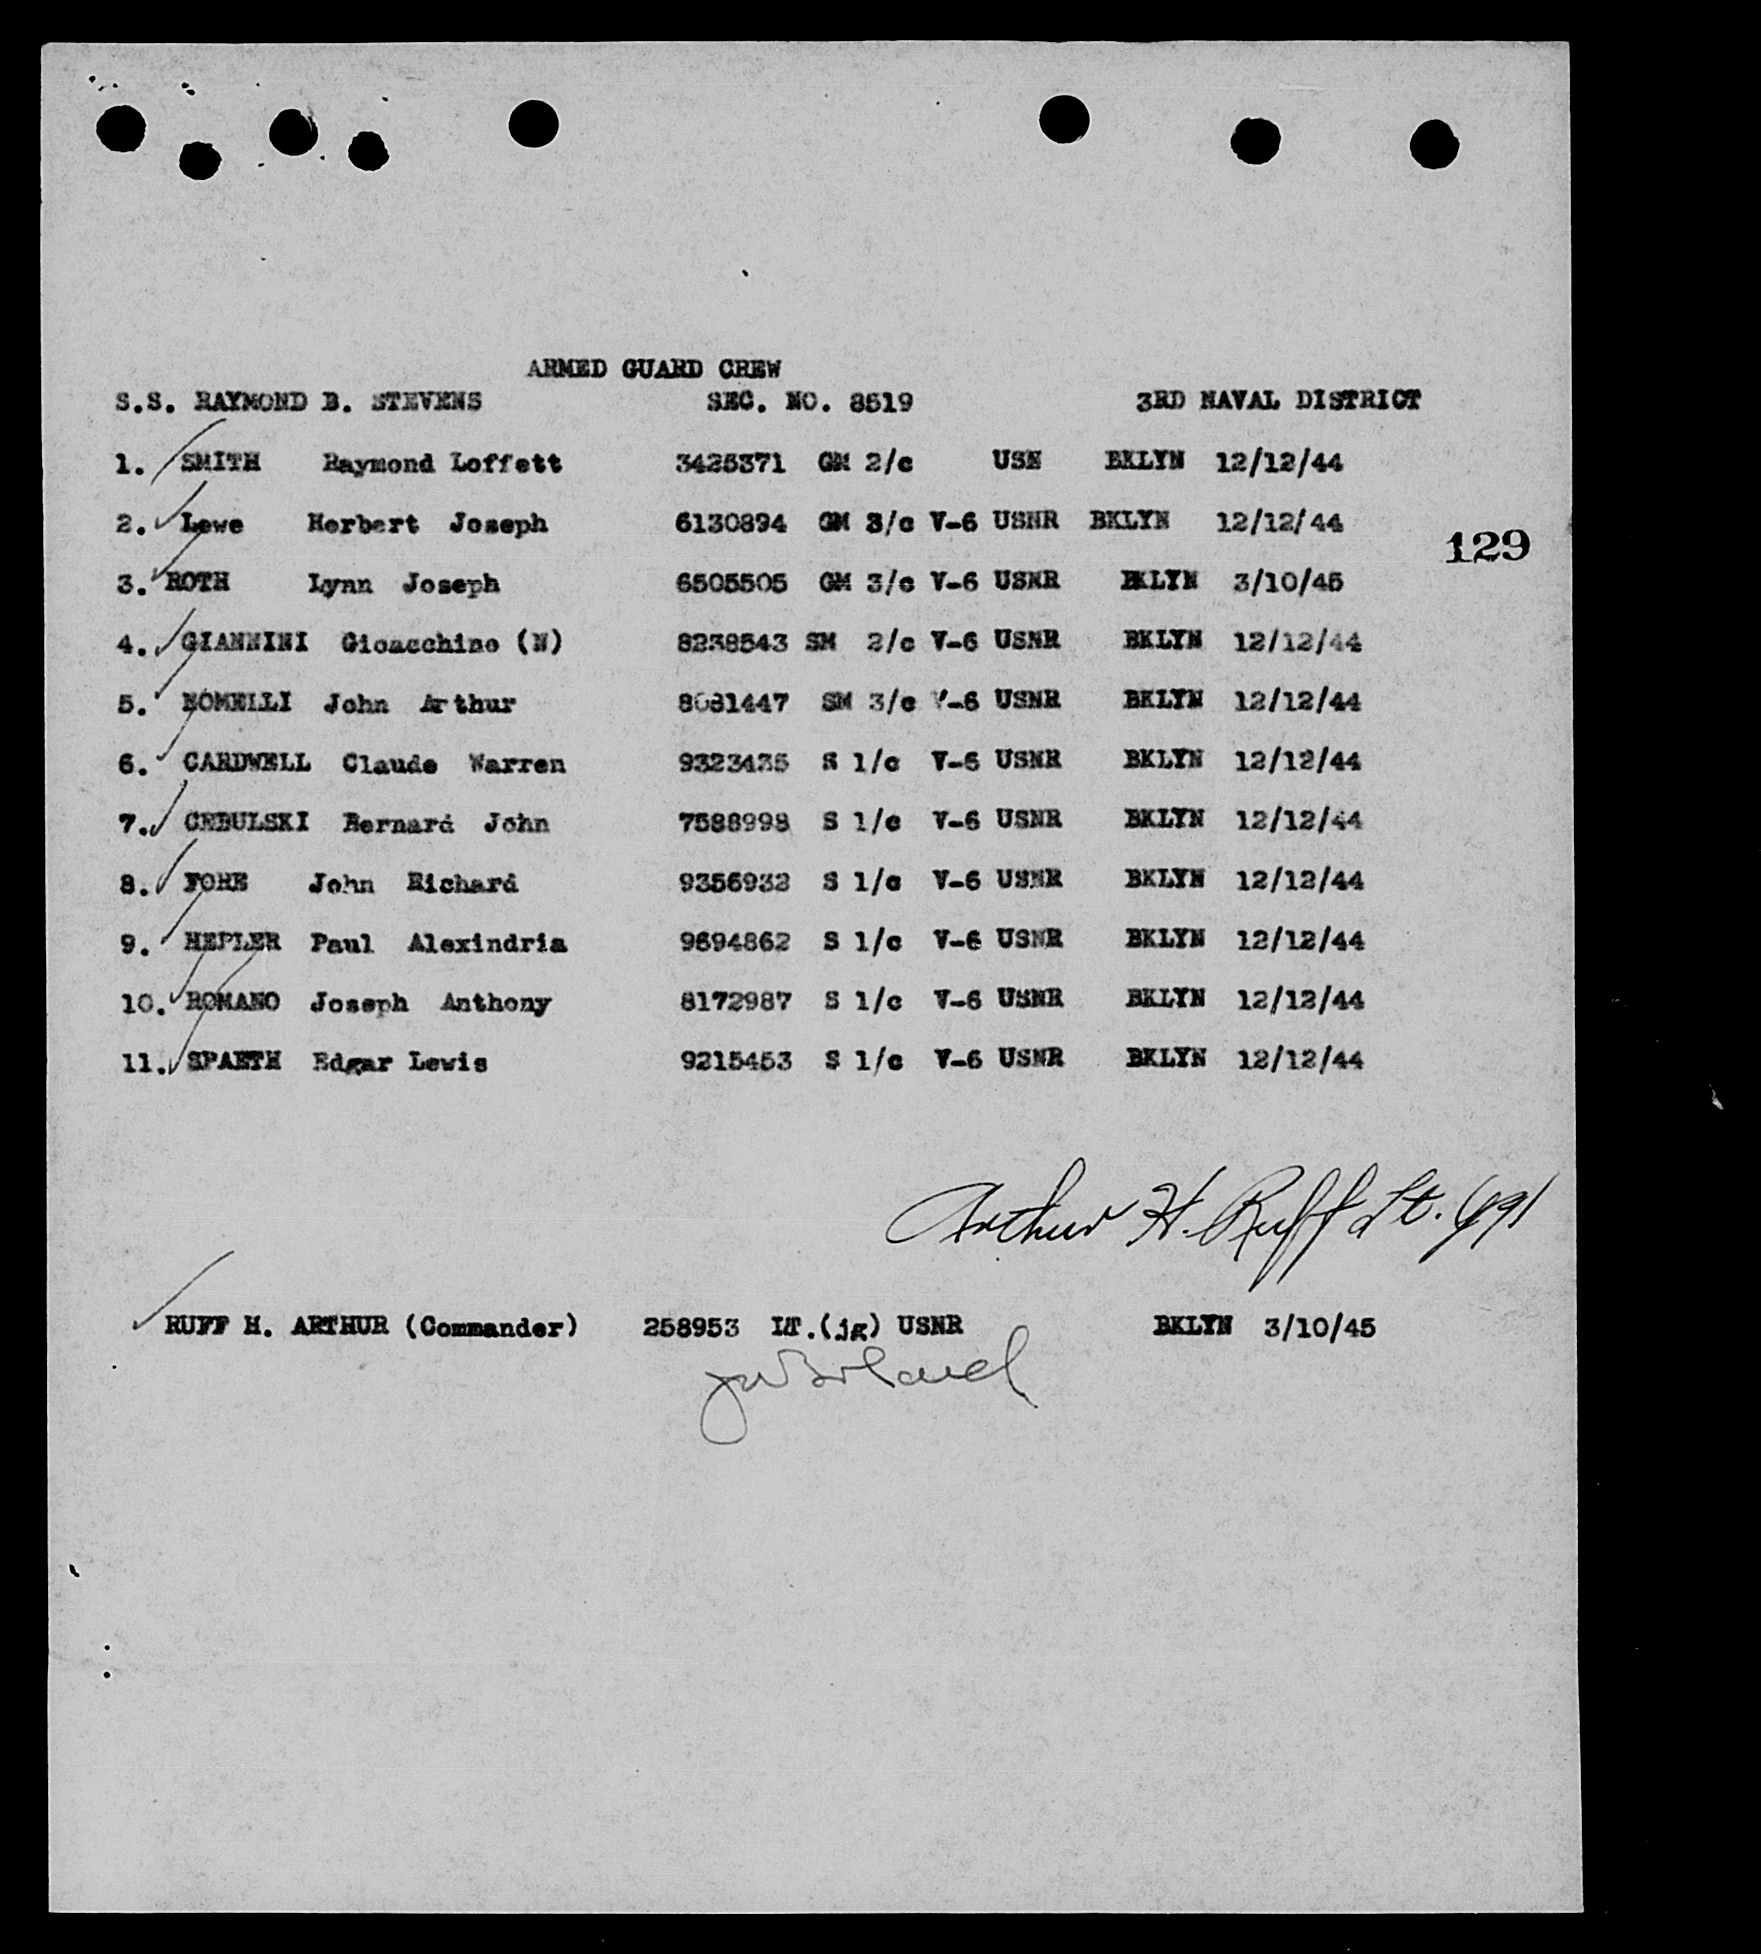 ARMED GUARD CREW
S.S. RAYMOND B. STEVENS SEC. NO. 8519 3RD NAVAL DISTRICT
1. SMITH Raymond Loffett 3425371 GM 2/c USN BKLYN 12/12/44
2. Lewe Herbert Joseph 6130894 GM 3/c V-6 USNR BKLYN 12/12/44
129
3. ROTH Lynn Joseph 6505505 GM 3/c V-6 USNR BKLYN 3/10/45
4. GIANNINI Gioacchino (N) 8238543 SM 2/c V-6 USNR BKLYN 12/12/44
5. NOMELLI John Arthur 8081447 SM 3/c V-6 USNR BKLYN 12/12/44
6. CARDWELL Claude Warren 9323435 S 1/c V-6 USNR BKLYN 12/12/44
7. CEBULSKI Bernard John 7588998 S 1/c V-6 USNR BKLYN 12/12/44
8. FOHE John Richard 9356932 S 1/c V-6 USNR BKLYN 12/12/44
9. HEPLER Paul Alexindria 9694862 S 1/c V-6 USNR BKLYN 12/12/44
10. ROMANO Joseph Anthony 8172987 S 1/c V-6 USNR BKLYN 12/12/44
11. SPAETH Edgar Lewis 9215453 S 1/c V-6 USNR BKLYN 12/12/44
Arthur H. Ruff Lt. (jg)
RUFF H. ARTHUR (Commander) 258953 LT.(jg) USNR BKLYN 3/10/45